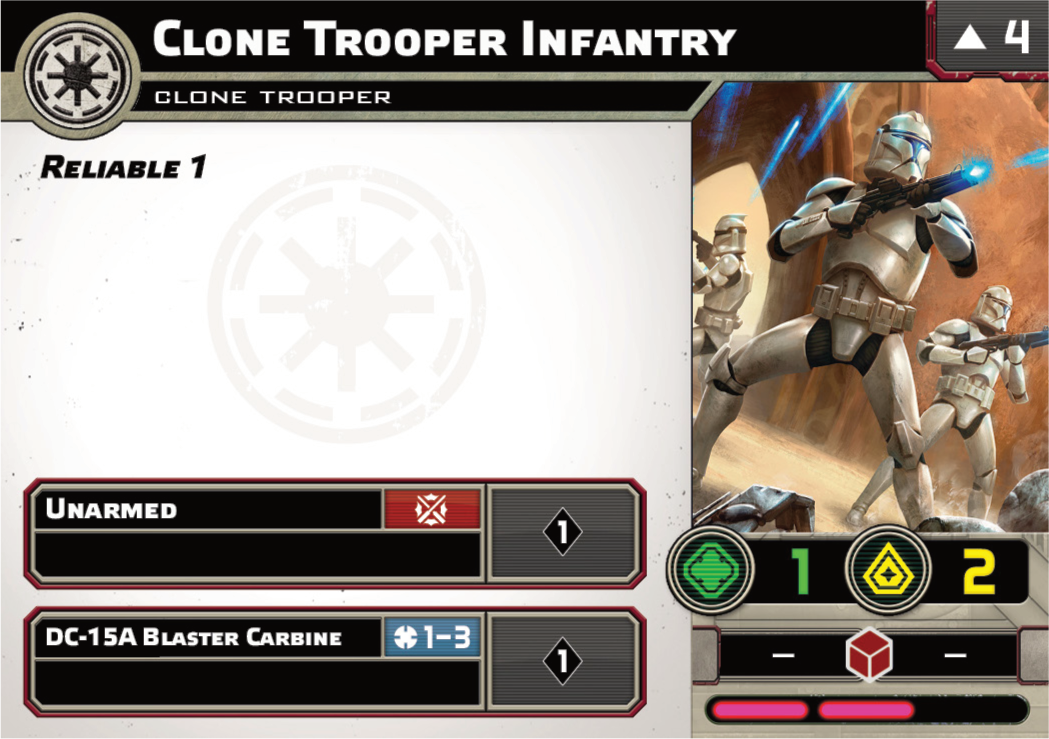 Clone Trooper Infantry
4
CLONE TROOPER
Reliable 1
Unarmed
1
DC-15A Blaster Carbine
1–3
1
1
2
– –